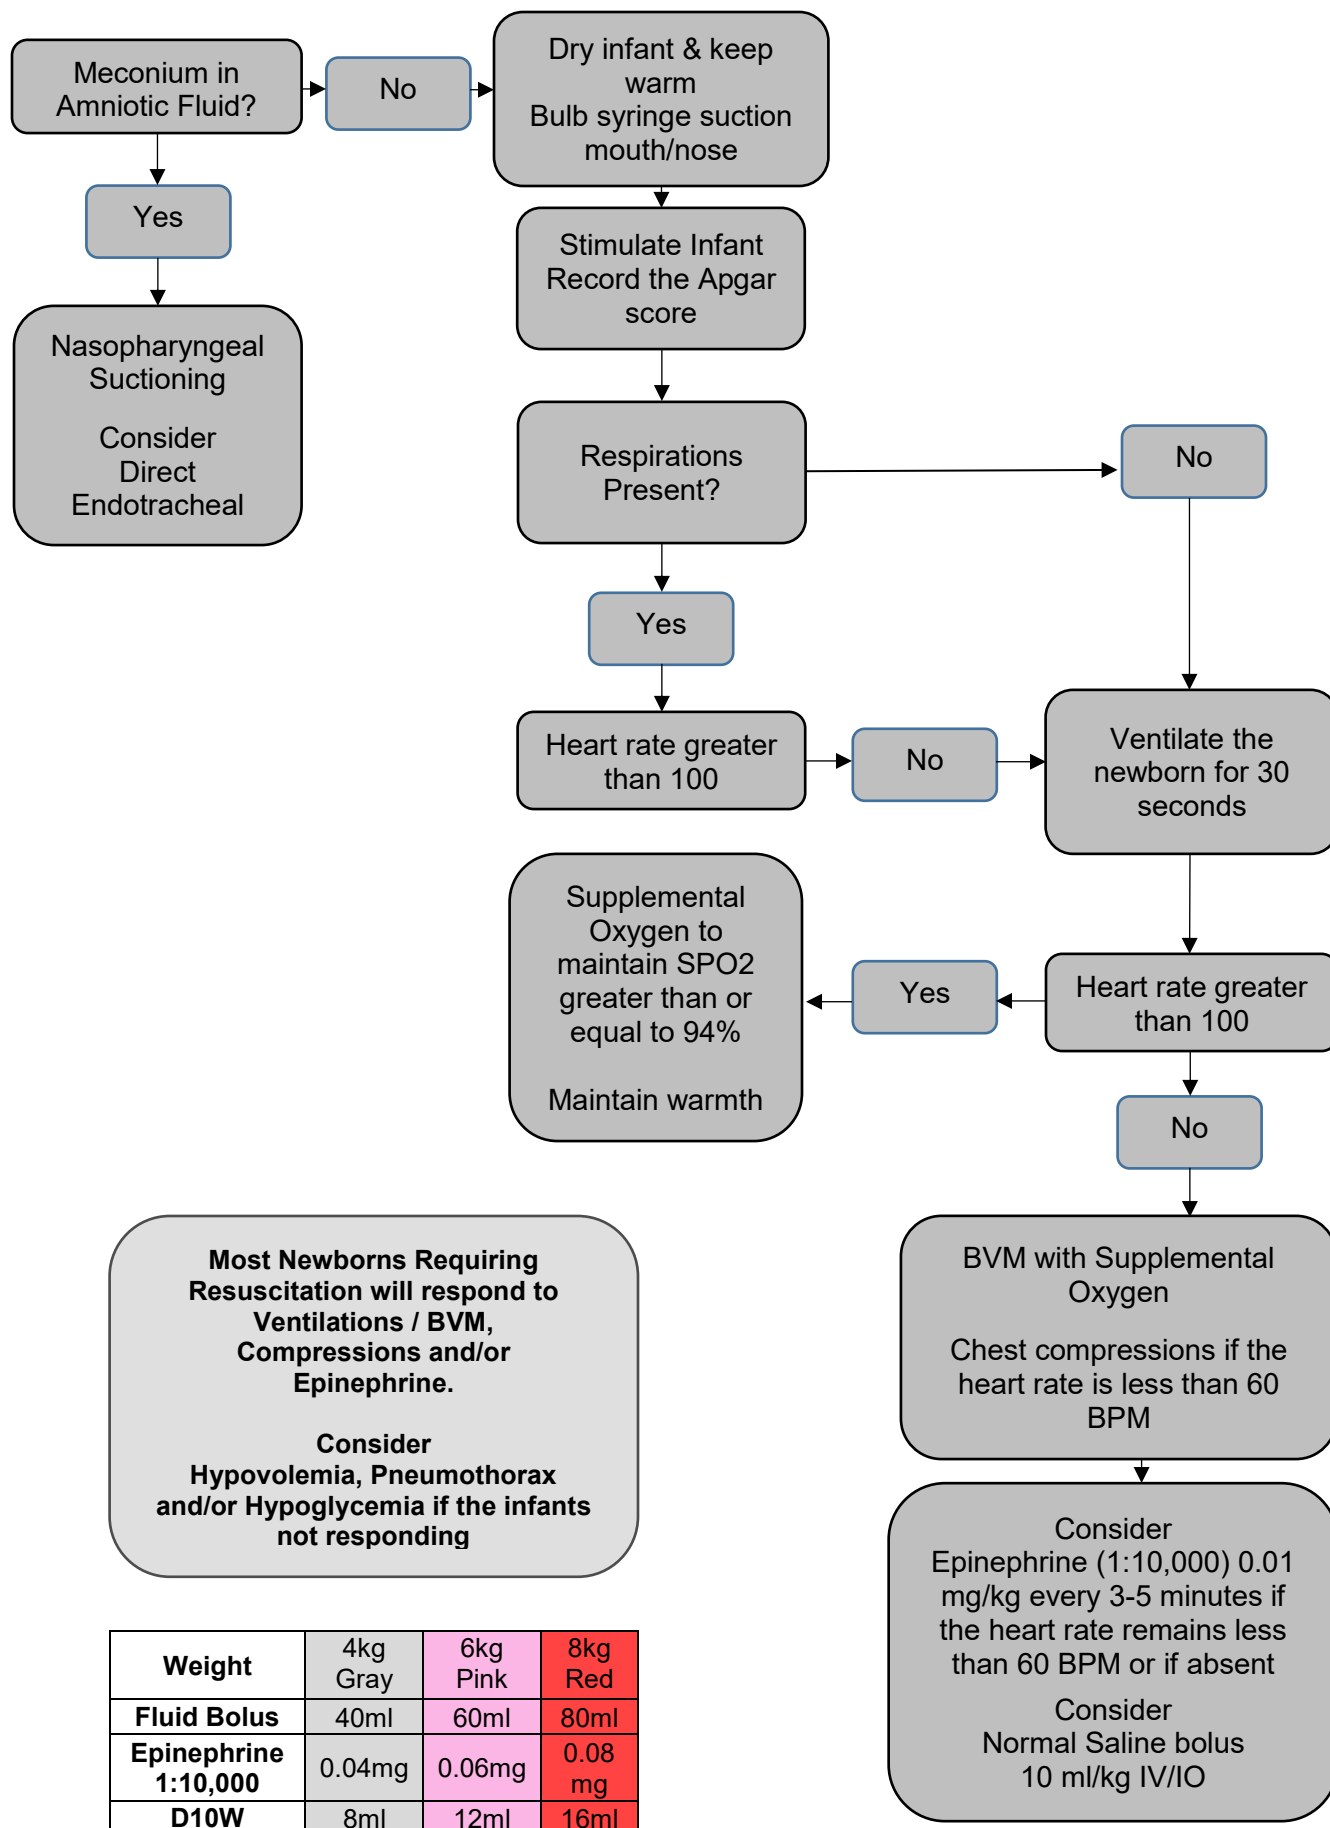 Meconium in
Amniotic Fluid?
No
Dry infant & keep
warm
Bulb syringe suction
mouth/nose
Yes
Stimulate Infant
Record the Apgar
score
Nasopharyngeal
Suctioning
Consider
Direct
Endotracheal
Respirations
Present?
No
Yes
Heart rate greater
than 100
No
Ventilate the
newborn for 30
seconds
Supplemental
Oxygen to
maintain SPO2
greater than or
equal to 94%
Maintain warmth
Yes
Heart rate greater
than 100
No
BVM with Supplemental
Oxygen
Chest compressions if the
heart rate is less than 60
BPM
Most Newborns Requiring
Resuscitation will respond to
Ventilations / BVM,
Compressions and/or
Epinephrine.
Consider
Hypovolemia, Pneumothorax
and/or Hypoglycemia if the infants
not responding
Consider
Epinephrine (1:10,000) 0.01
mg/kg every 3-5 minutes if
the heart rate remains less
than 60 BPM or if absent
Consider
Normal Saline bolus
10 ml/kg IV/IO
Weight
4kg
Gray
6kg
Pink
8kg
Red
Fluid Bolus
40ml
60ml
80ml
Epinephrine
1:10,000
0.04mg
0.06mg
0.08
mg
D10W
8ml
12ml
16ml